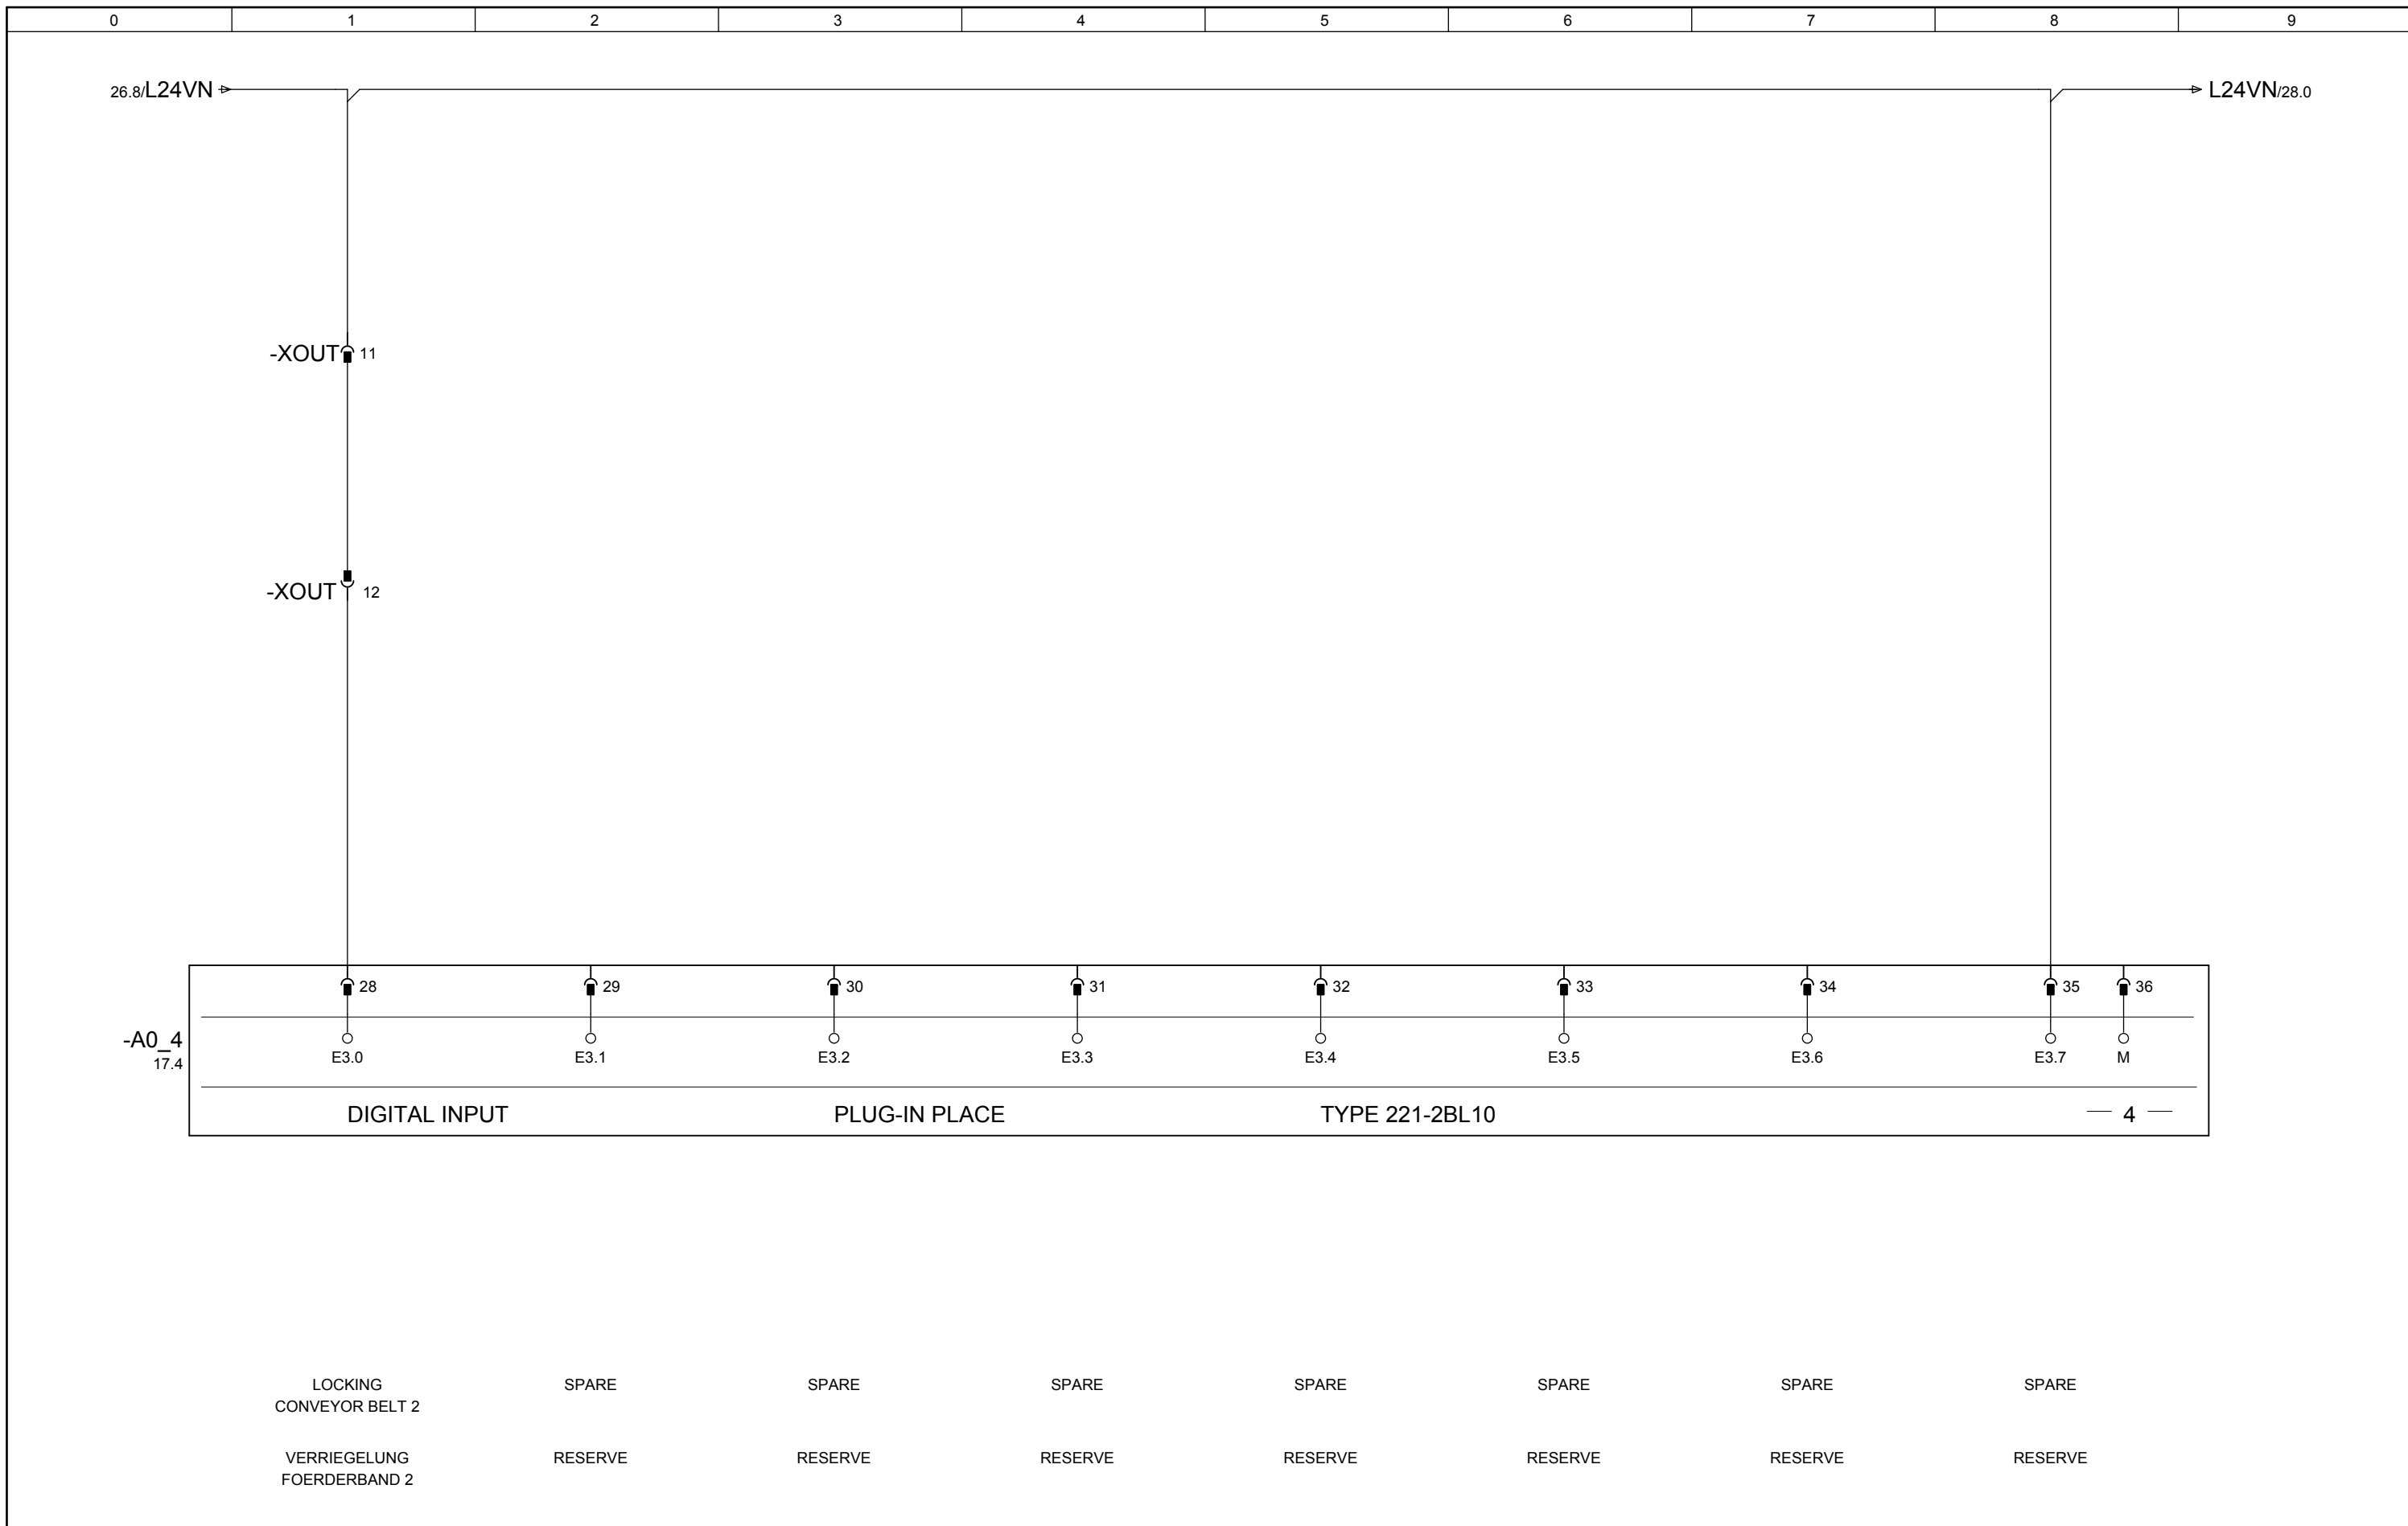 0 1 2 3 4 5 6 7 8 9
26.8/L24VN L24VN/28.0
-XOUT 11
-XOUT 12
28 29 30 31 32 33 34 35 36
-A0_4
17.4
E3.0 E3.1 E3.2 E3.3 E3.4 E3.5 E3.6 E3.7 M
DIGITAL INPUT PLUG-IN PLACE TYPE 221-2BL10 — 4 —
LOCKING SPARE SPARE SPARE SPARE SPARE SPARE SPARE
CONVEYOR BELT 2
VERRIEGELUNG RESERVE RESERVE RESERVE RESERVE RESERVE RESERVE RESERVE
FOERDERBAND 2